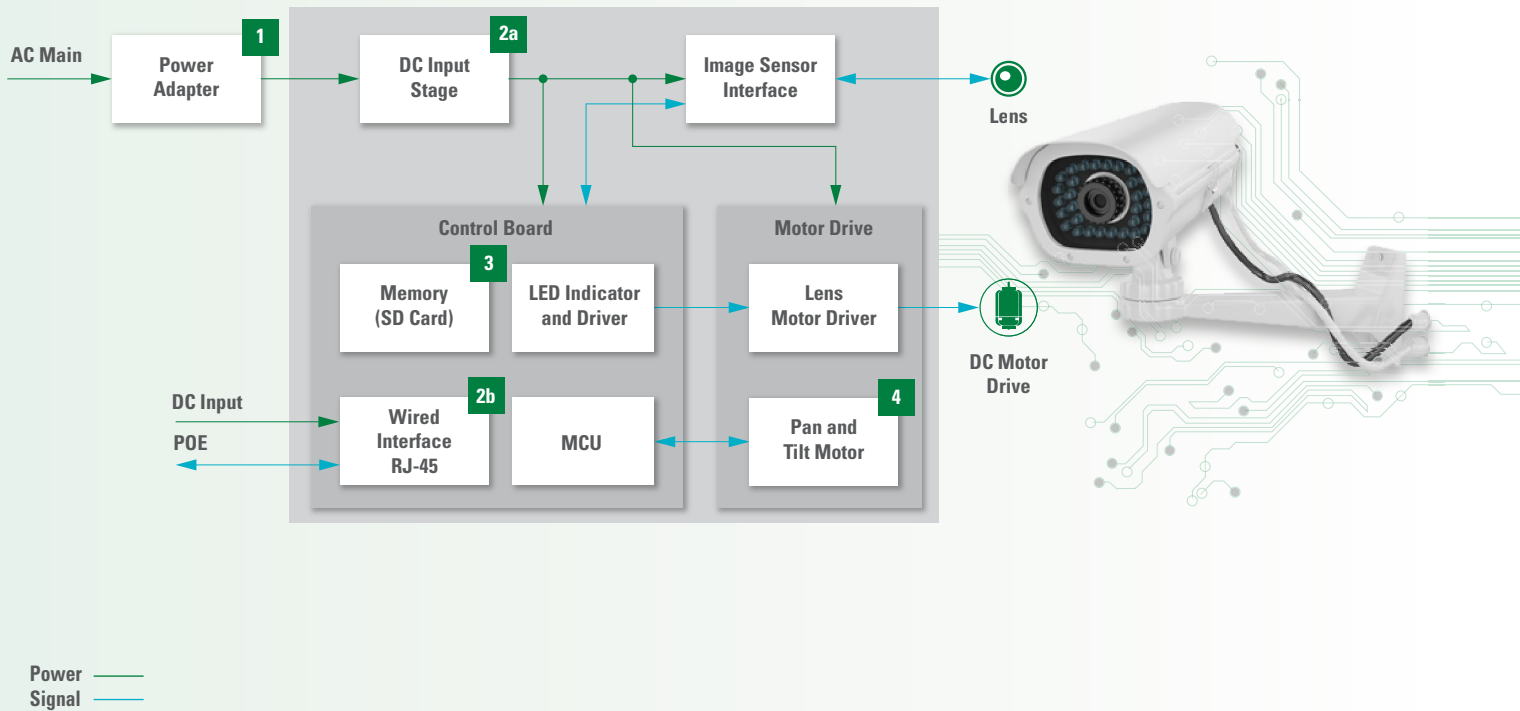 AC Main
1
Power
Adapter
2a
DC Input
Stage
Image Sensor
Interface
Lens
Control Board
Motor Drive
3
Memory
(SD Card)
LED Indicator
and Driver
Lens
Motor Driver
DC Motor
Drive
DC Input
POE
2b
Wired
Interface
RJ-45
MCU
4
Pan and
Tilt Motor
Power
Signal